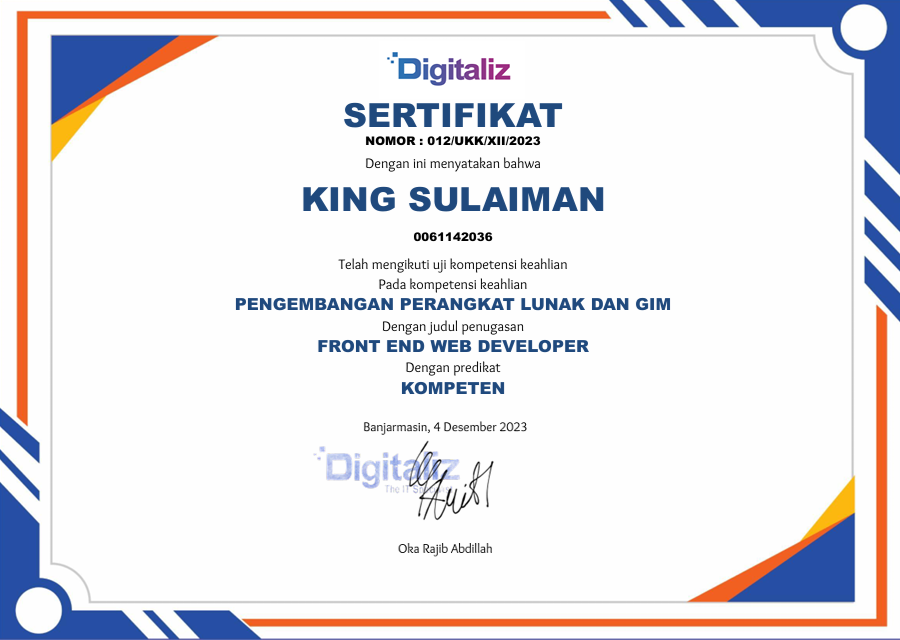 Digitaliz
SERTIFIKAT
NOMOR : 012/UKK/XII/2023
Dengan ini menyatakan bahwa
KING SULAIMAN
0061142036
Telah mengikuti uji kompetensi keahlian
Pada kompetensi keahlian
PENGEMBANGAN PERANGKAT LUNAK DAN GIM
Dengan judul penugasan
FRONT END WEB DEVELOPER
Dengan predikat
KOMPETEN
Banjarmasin, 4 Desember 2023
Digitaliz
The IT
Oka Rajib Abdillah